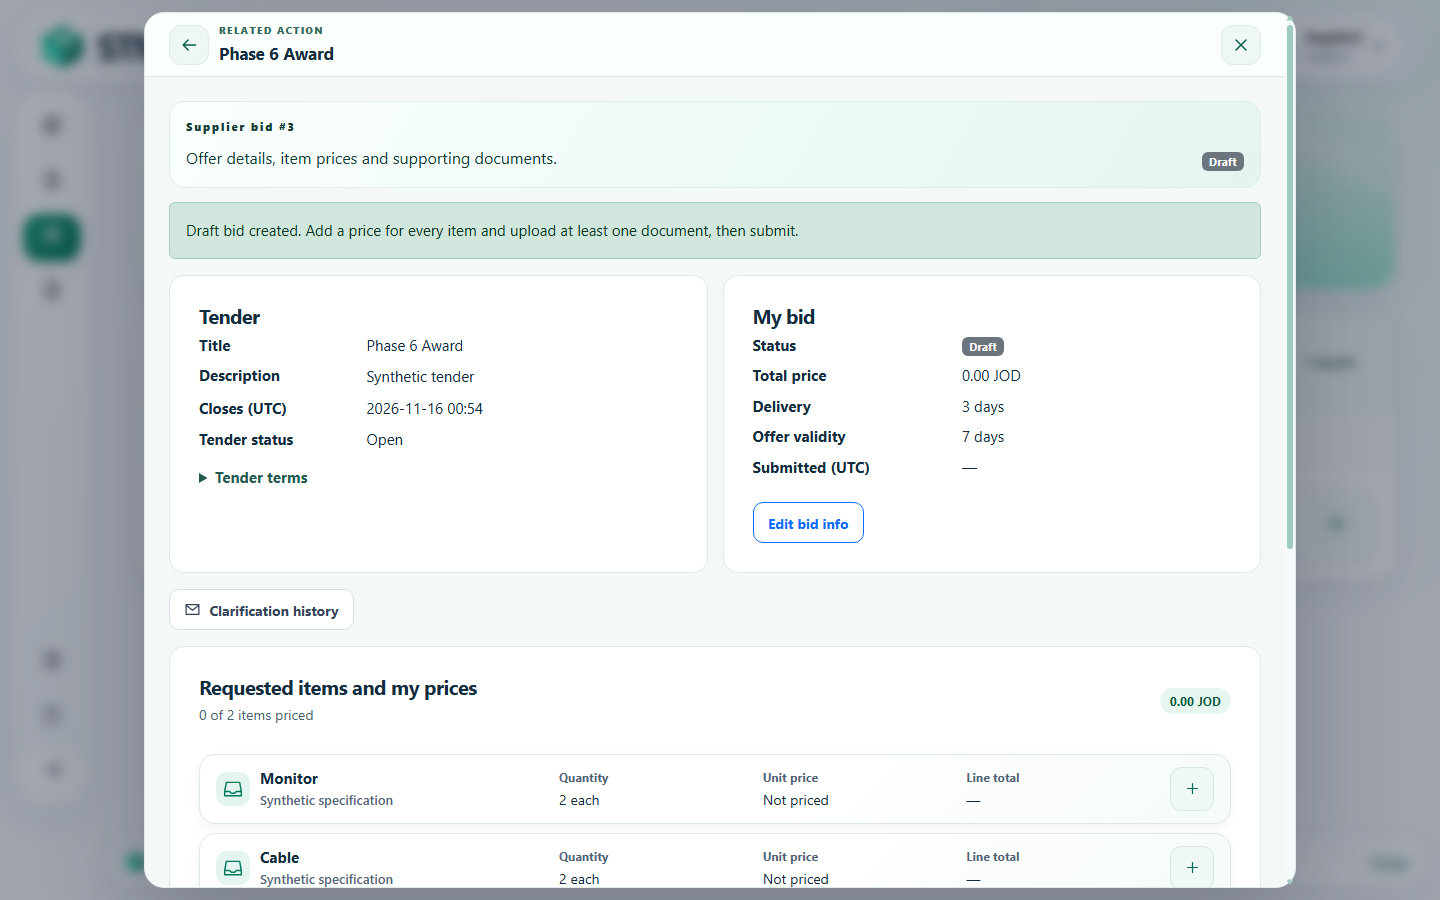 RELATED ACTION
Phase 6 Award
Supplier bid #3
Offer details, item prices and supporting documents.
Draft
Draft bid created. Add a price for every item and upload at least one document, then submit.
Tender
Title Phase 6 Award
Description Synthetic tender
Closes (UTC) 2026-11-16 00:54
Tender status Open
Tender terms
My bid
Status Draft
Total price 0.00 JOD
Delivery 3 days
Offer validity 7 days
Submitted (UTC) —
Edit bid info
Clarification history
Requested items and my prices
0 of 2 items priced
0.00 JOD
Monitor Quantity Unit price Line total
Synthetic specification 2 each Not priced —
Cable Quantity Unit price Line total
Synthetic specification 2 each Not priced —